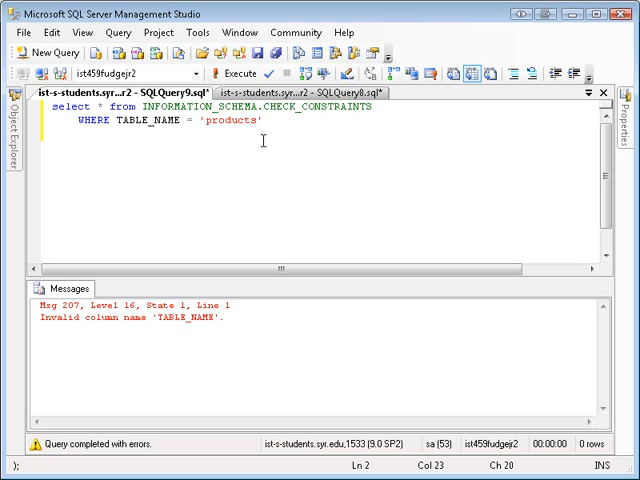 Microsoft SQL Server Management Studio
File Edit View Query Project Tools Window Community Help
New Query
ist459fudgejr2 Execute
ist-s-students.syr...r2 - SQLQuery9.sql* ist-s-students.syr...r2 - SQLQuery8.sql*
Object Explorer
Properties
select * from INFORMATION_SCHEMA.CHECK_CONSTRAINTS
WHERE TABLE_NAME = 'products'
Messages
Msg 207, Level 16, State 1, Line 1
Invalid column name 'TABLE_NAME'.
Query completed with errors. ist-s-students.syr.edu,1533 (9.0 SP2) sa (53) ist459fudgejr2 00:00:00 0 rows
); Ln 2 Col 23 Ch 20 INS